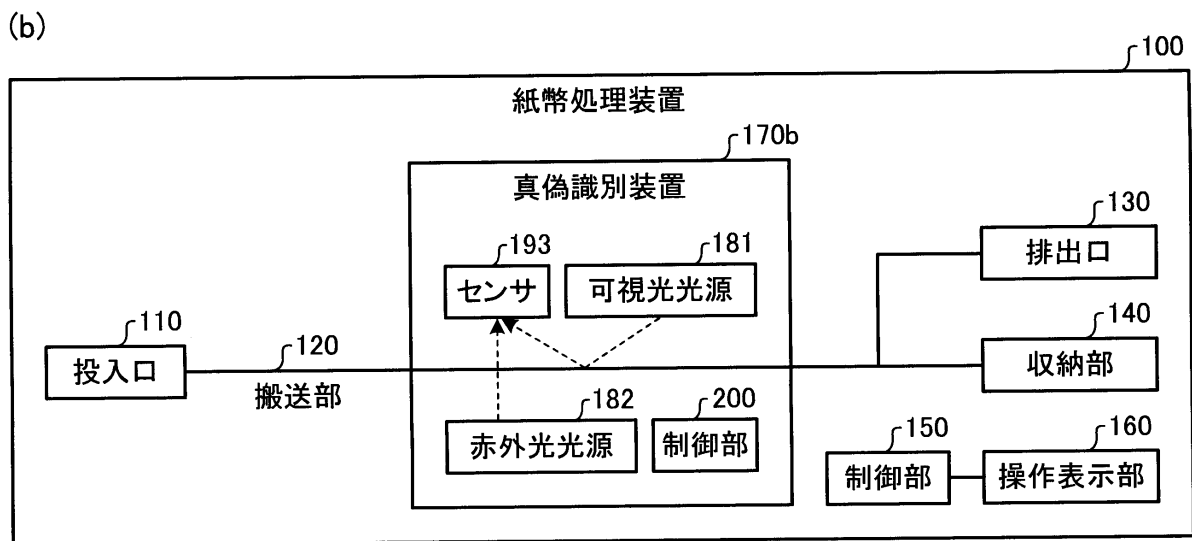 (b)
100
紙幣処理装置
170b
真偽識別装置
130
排出口
193
センサ
181
可視光光源
110
投入口
120
搬送部
140
収納部
182
赤外光光源
200
制御部
150
制御部
160
操作表示部